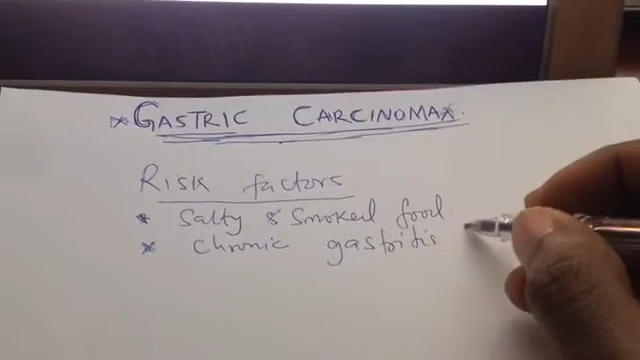 * GASTRIC CARCINOMA *.
Risk factors
* Salty & Smoked food
* Chronic gastritis